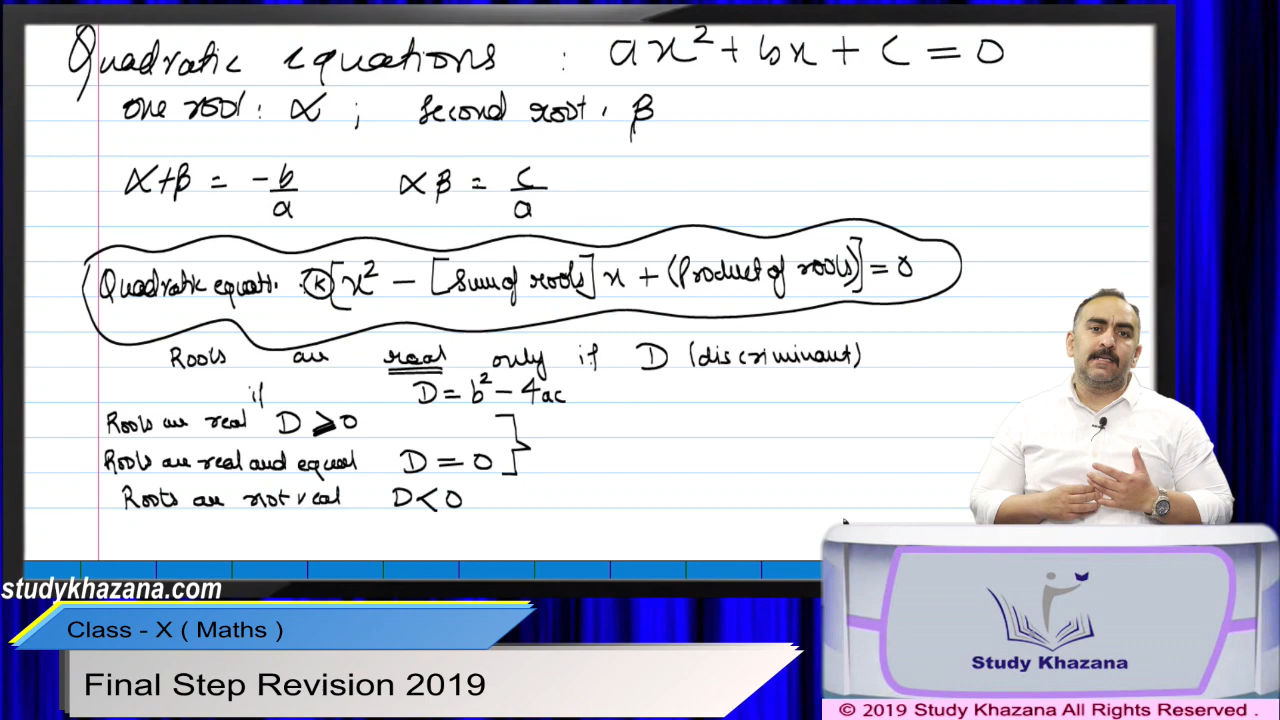 Quadratic equations : ax² + bx + c = 0
one root : α ; Second root : β
α+β = -b/a αβ = c/a
Quadratic equati. : k[x² - [Sum of roots]x + (Product of roots)] = 0
Roots are real only if D (discriminant)
if D = b² - 4ac
Roots are real D ⩾ 0
Roots are real and equal D = 0
Roots are not real D < 0
studykhazana.com
Class - X ( Maths )
Final Step Revision 2019
Study Khazana
© 2019 Study Khazana All Rights Reserved .